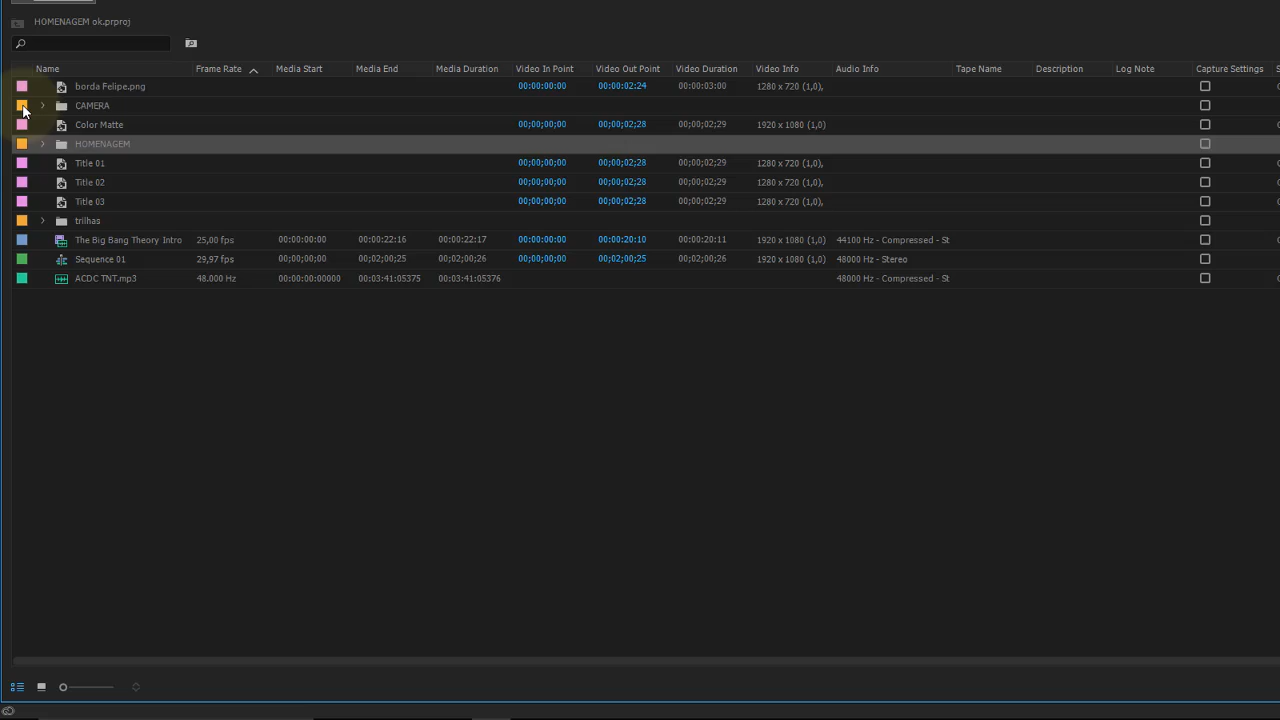 HOMENAGEM ok.prproj
Name Frame Rate Media Start Media End Media Duration Video In Point Video Out Point Video Duration Video Info Audio Info Tape Name Description Log Note Capture Settings
borda Felipe.png 00:00:00:00 00:00:02:24 00:00:03:00 1280 x 720 (1,0),
CAMERA
Color Matte 00;00;00;00 00;00;02;28 00;00;02;29 1920 x 1080 (1,0)
HOMENAGEM
Title 01 00;00;00;00 00;00;02;28 00;00;02;29 1280 x 720 (1,0),
Title 02 00;00;00;00 00;00;02;28 00;00;02;29 1280 x 720 (1,0),
Title 03 00;00;00;00 00;00;02;28 00;00;02;29 1280 x 720 (1,0),
trilhas
The Big Bang Theory Intro 25,00 fps 00:00:00:00 00:00:22:16 00:00:22:17 00:00:00:00 00:00:20:10 00:00:20:11 1920 x 1080 (1,0) 44100 Hz - Compressed - St
Sequence 01 29,97 fps 00;00;00;00 00;02;00;25 00;02;00;26 00;00;00;00 00;02;00;25 00;02;00;26 1920 x 1080 (1,0) 48000 Hz - Stereo
ACDC TNT.mp3 48.000 Hz 00:00:00:00000 00:03:41:05375 00:03:41:05376 48000 Hz - Compressed - St